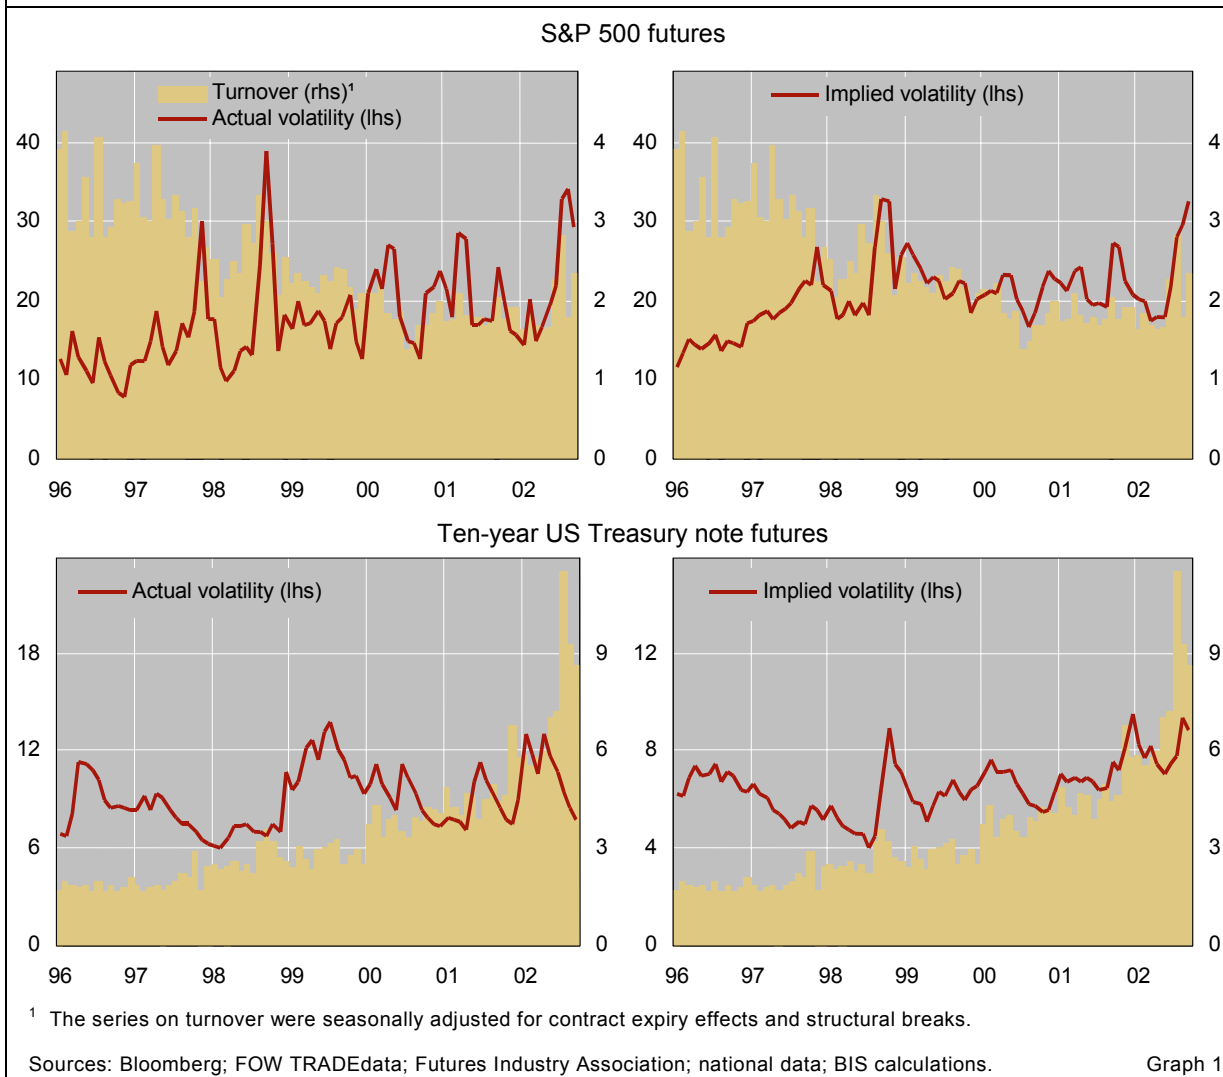 S&P 500 futures
Turnover (rhs)¹
Actual volatility (lhs)
Implied volatility (lhs)
40 4 40 4
30 3 30 3
20 2 20 2
10 1 10 1
0 0 0 0
96 97 98 99 00 01 02 96 97 98 99 00 01 02
Ten-year US Treasury note futures
Actual volatility (lhs) Implied volatility (lhs)
18 9 12 9
12 6 8 6
6 3 4 3
0 0 0 0
96 97 98 99 00 01 02 96 97 98 99 00 01 02
¹ The series on turnover were seasonally adjusted for contract expiry effects and structural breaks.
Sources: Bloomberg; FOW TRADEdata; Futures Industry Association; national data; BIS calculations. Graph 1